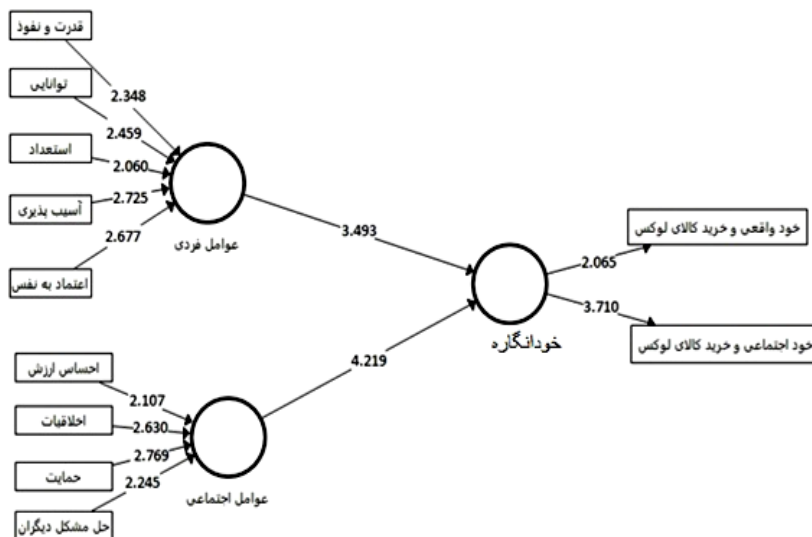 قدرت و نفوذ
توانایی
استعداد
آسیب پذیری
اعتماد به نفس
2.348
2.459
2.060
2.725
2.677
عوامل فردی
3.493
احساس ارزش
اخلاقیات
حمایت
حل مشکل دیگران
2.107
2.630
2.769
2.245
عوامل اجتماعی
4.219
خودانگاره
2.065
3.710
خود واقعی و خرید کالای لوکس
خود اجتماعی و خرید کالای لوکس